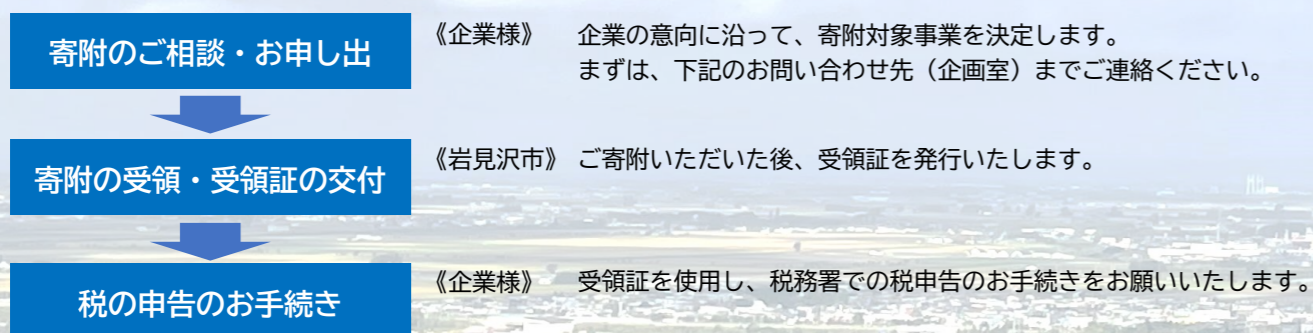 寄附のご相談・お申し出
《企業様》 企業の意向に沿って、寄附対象事業を決定します。
まずは、下記のお問い合わせ先（企画室）までご連絡ください。
寄附の受領・受領証の交付
《岩見沢市》 ご寄附いただいた後、受領証を発行いたします。
税の申告のお手続き
《企業様》 受領証を使用し、税務署での税申告のお手続きをお願いいたします。